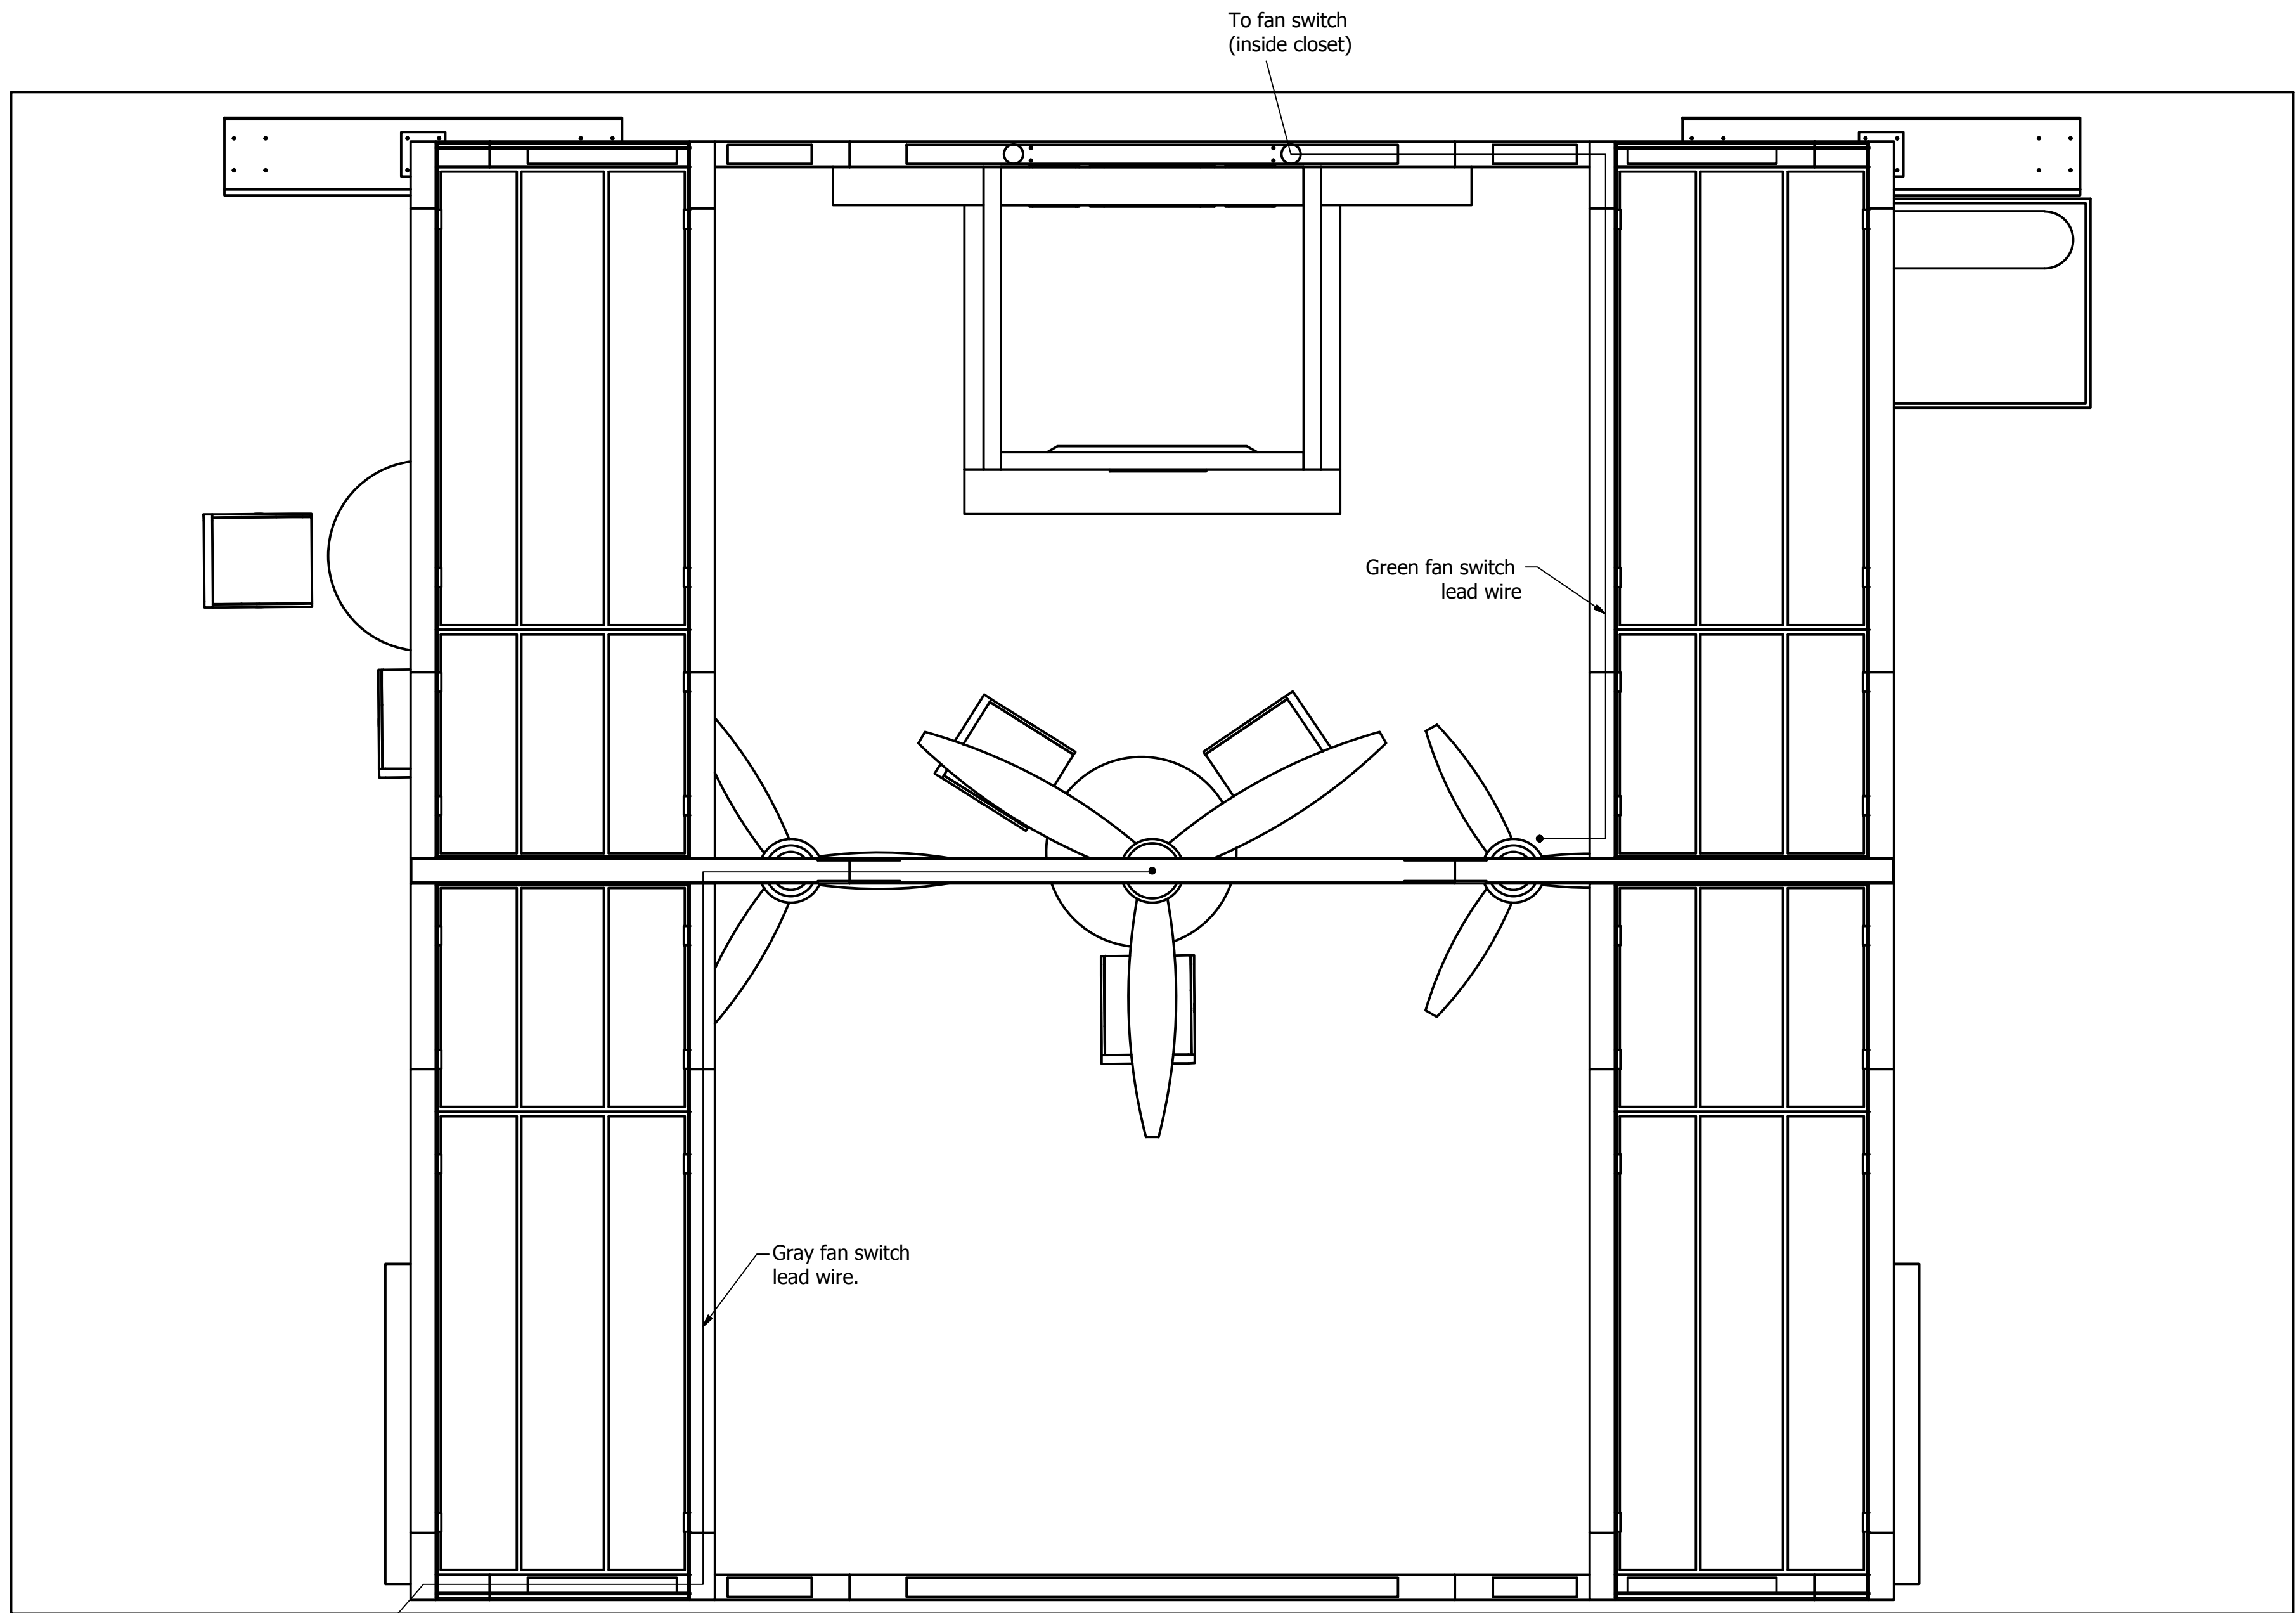 To fan switch
(inside closet)
Green fan switch
lead wire
Gray fan switch
lead wire.